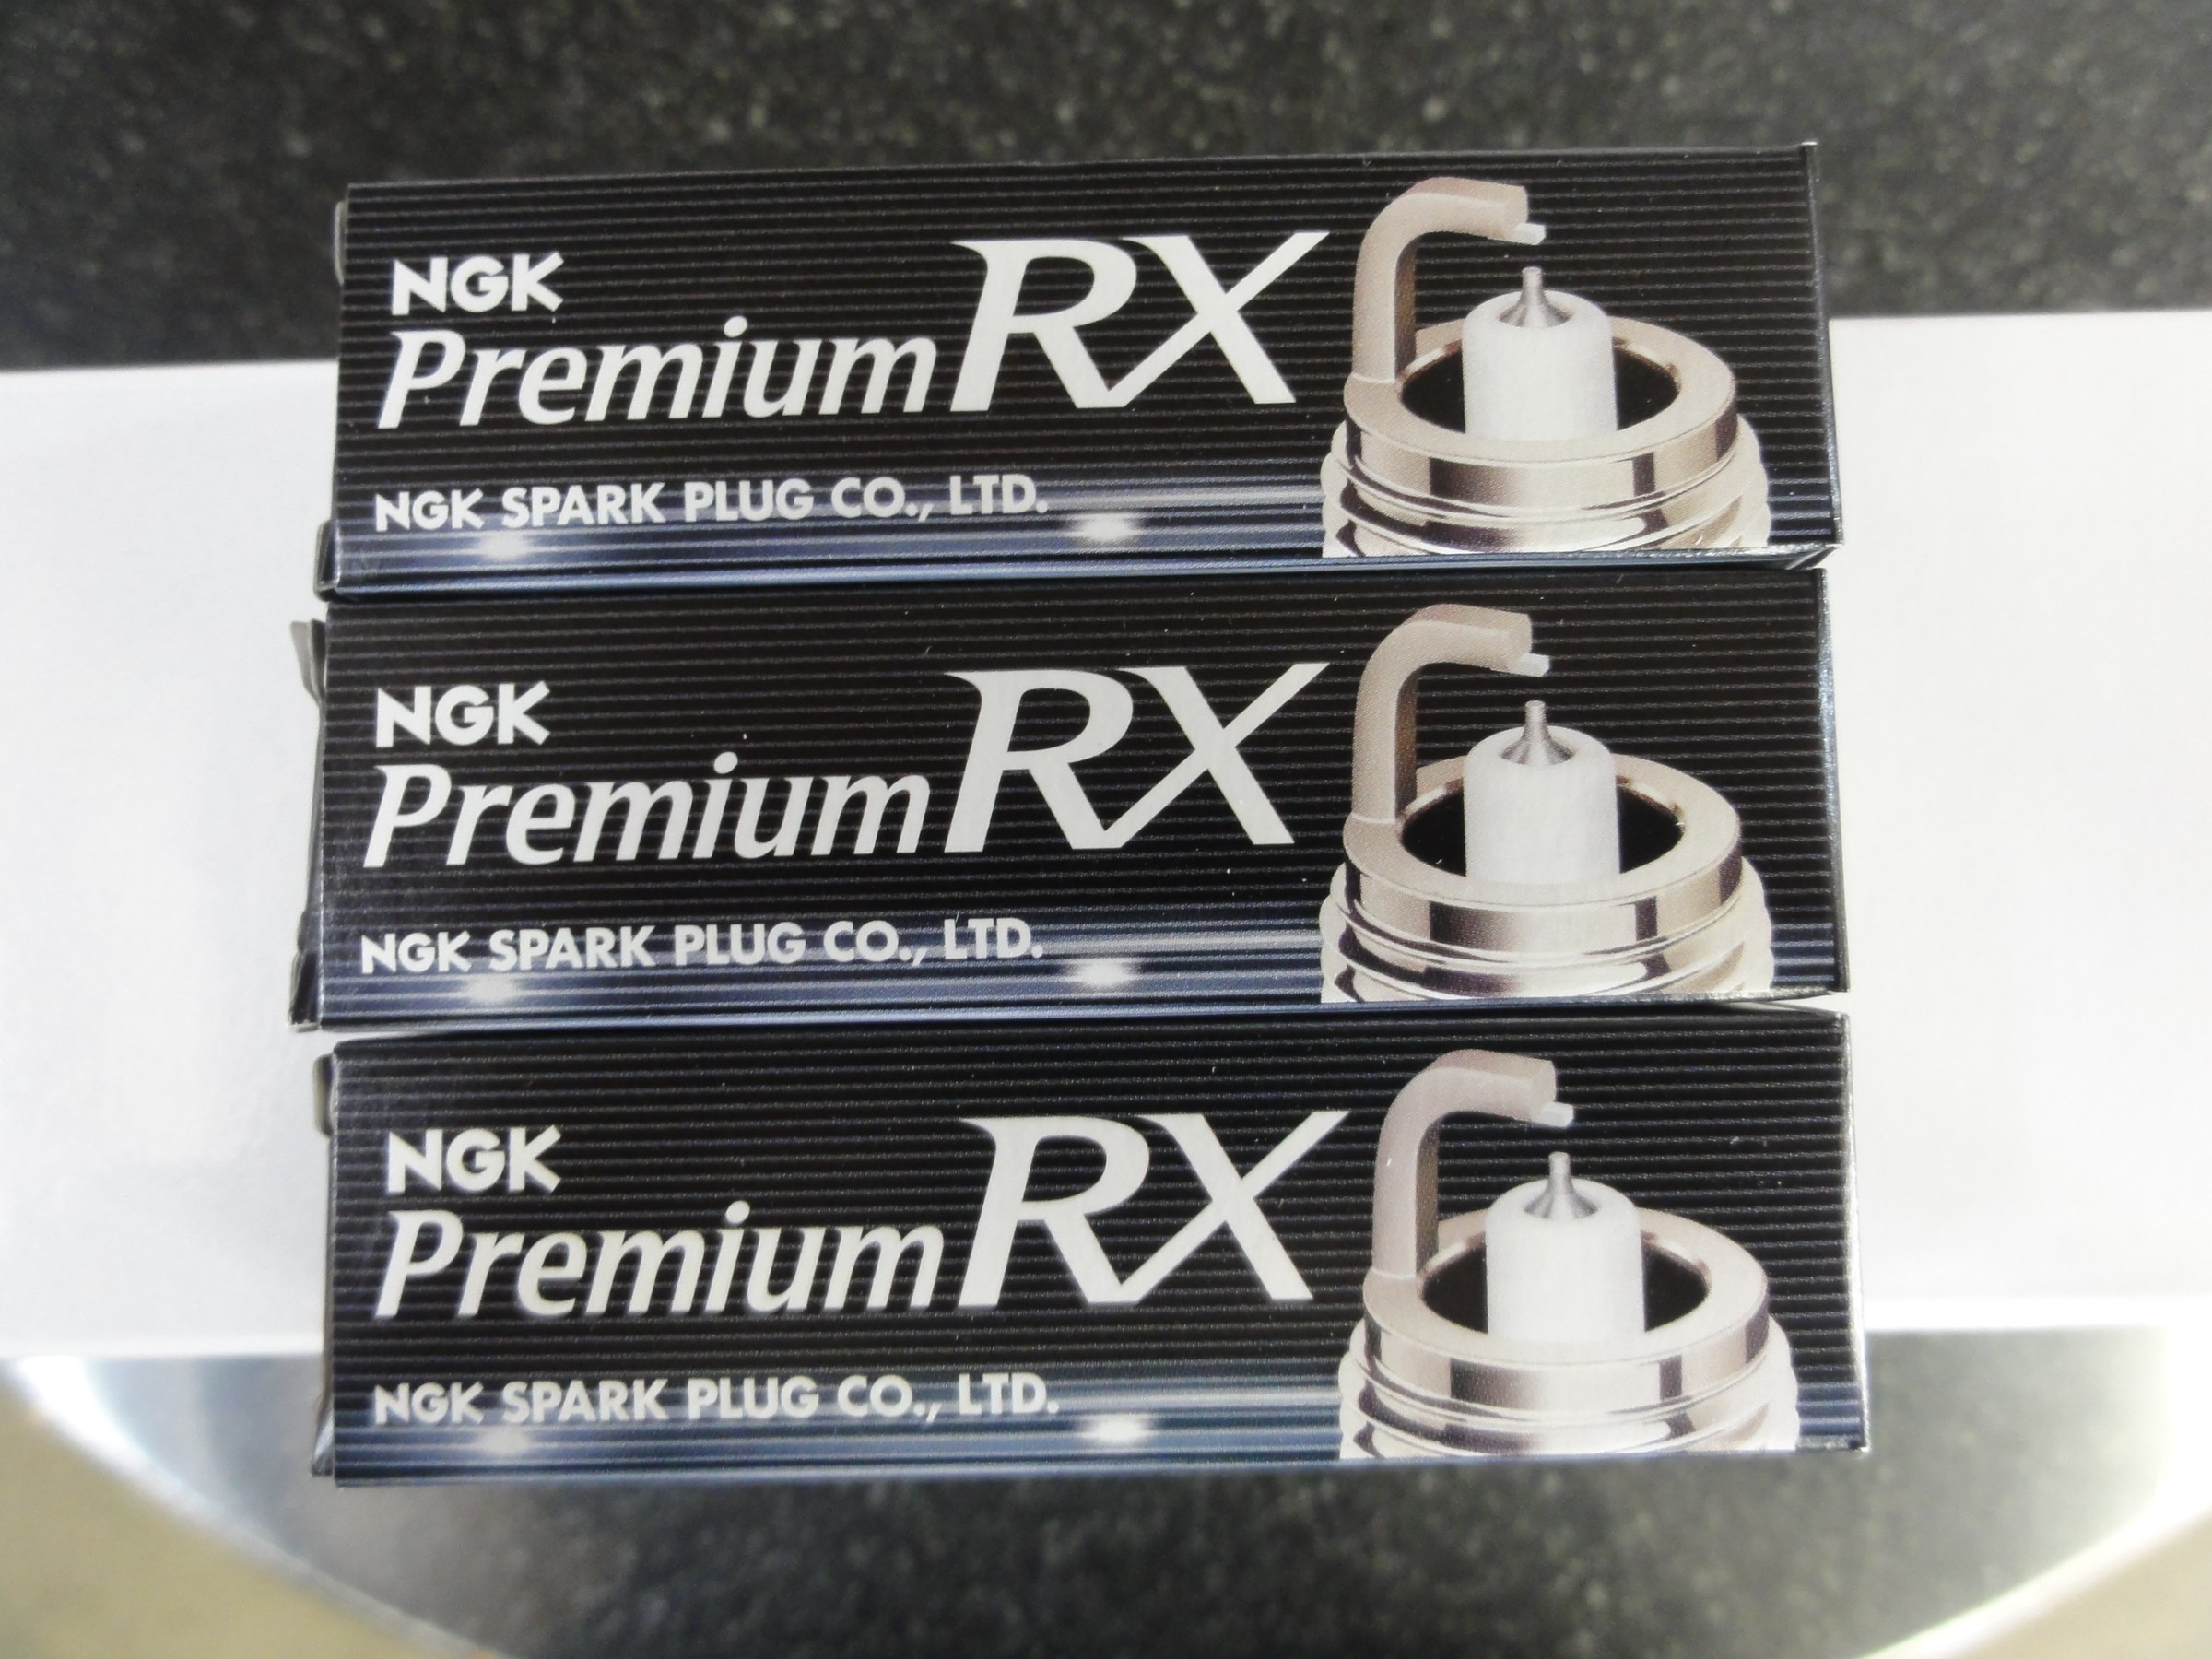 NGK
Premium RX
NGK SPARK PLUG CO., LTD.
NGK
Premium RX
NGK SPARK PLUG CO., LTD.
NGK
Premium RX
NGK SPARK PLUG CO., LTD.